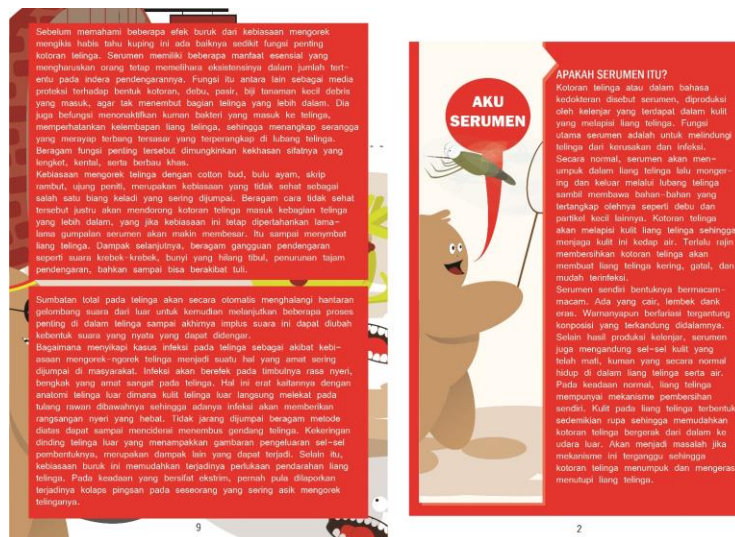 Sebelum memahami beberapa efek buruk dari kebiasaan mengorek
mengikis habis tahu kuping ini ada baiknya sedikit fungsi penting
kotoran telinga. Serumen memiliki beberapa manfaat esensial yang
mengharuskan orang tetap memelihara eksistensinya dalam jumlah tert-
entu pada indera pendengarannya. Fungsi itu antara lain sebagai media
proteksi terhadap bentuk kotoran, debu, pasir, biji tanaman kecil debris
yang masuk, agar tak menembut bagian telinga yang lebih dalam. Dia
juga befungsi menonaktifkan kuman bakteri yang masuk ke telinga,
memperhatankan kelembapan liang telinga, sehingga menangkap serangga
yang merayap terbang tersasar yang terperangkap di lubang telinga.
Beragam fungsi penting tersebut dimungkinkan kekhasan sifatnya yang
lengket, kental, serta berbau khas.
Kebiasaan mengorek telinga dengan cotton bud, bulu ayam, skrip
rambut, ujung peniti, merupakan kebiasaan yang tidak sehat sebagai
salah satu biang keladi yang sering dijumpai. Beragam cara tidak sehat
tersebut justru akan mendorong kotoran telinga masuk kebagian telinga
yang lebih dalam, yang jika kebiasaan ini tetap dipertahankan lama-
lama gumpalan serumen akan makin membesar. Itu sampai menymbat
liang telinga. Dampak selanjutnya, beragam gangguan pendengaran
seperti suara krebek-krebek, bunyi yang hilang tibul, penurunan tajam
pendengaran, bahkan sampai bisa berakibat tuli.
Sumbatan total pada telinga akan secara otomatis menghalangi hantaran
gelombang suara dari luar untuk kemudian melanjutkan beberapa proses
penting di dalam telinga sampai akhirnya implus suara ini dapat diubah
kebentuk suara yang nyata yang dapat didengar.
Bagaimana menyikapi kasus infeksi pada telinga sebagai akibat kebi-
asaan mengorek-ngorek telinga menjadi suatu hal yang amat sering
dijumpai di masyarakat. Infeksi akan berefek pada timbulnya rasa nyeri,
bengkak yang amat sangat pada telinga. Hal ini erat kaitannya dengan
anatomi telinga luar dimana kulit telinga luar langsung melekat pada
tulang rawan dibawahnya sehingga adanya infeksi akan memberikan
rangsangan nyeri yang hebat. Tidak jarang dijumpai beragam melode
diatas dapat sampai mencidnai menembus gendang telinga. Kekeringan
dinding telinga luar yang menampakkan gambaran pengeluaran sel-sel
pembentuknya, merupakan dampak lain yang dapat terjadi. Selain itu,
kebiasaan buruk ini memudahkan terjadinya perlukaan pendarahan liang
telinga. Pada keadaan yang bersifat ekstrim, pernah pula dilaporkan
terjadinya kolaps pingsan pada seseorang yang sering asik mengorek
telinganya.
9
AKU
SERUMEN
APAKAH SERUMEN ITU?
Kotoran telinga atau dalam bahasa
kedokteran disebut serumen, diproduksi
oleh kelenjar yang terdapat dalam kulit
yang melapisi liang telinga. Fungsi
utama serumen adalah untuk melindungi
telinga dari kerusakan dan infeksi.
Secara normal, serumen akan men-
umpuk dalam liang telinga lalu monger-
ing dan keluar melalui lubang telinga
sambil membawa bahan-bahan yang
tertangkap olehnya seperti debu dan
partikel kecil lainnya. Kotoran telinga
akan melapisi kulit liang telinga sehingga
menjaga kulit ini kedap air. Terlalu rajin
membersihkan kotoran telinga akan
membuat liang telinga kering, gatal, dan
mudah terinfeksi.
Serumen sendiri bentuknya bermacam-
macam. Ada yang cair, lembek dank
eras. Warnanyapun berfariasi tergantung
konposisi yang terkandung didalamnya.
Selain hasil produksi kelenjar, serumen
juga mengandung sel-sel kulit yang
telah mati, kuman yang secara normal
hidup di dalam liang telinga serta air.
Pada keadaan normal, liang telinga
mempunyai mekanisme pembersihan
sendiri. Kulit pada liang telinga terbentuk
sedemikian rupa sehingga memudahkan
kotoran telinga bergerak dari dalam ke
udara luar. Akan menjadi masalah jika
mekanisme ini terganggu sehingga
kotoran telinga menumpuk dan mengeras
menutupi liang telinga.
2